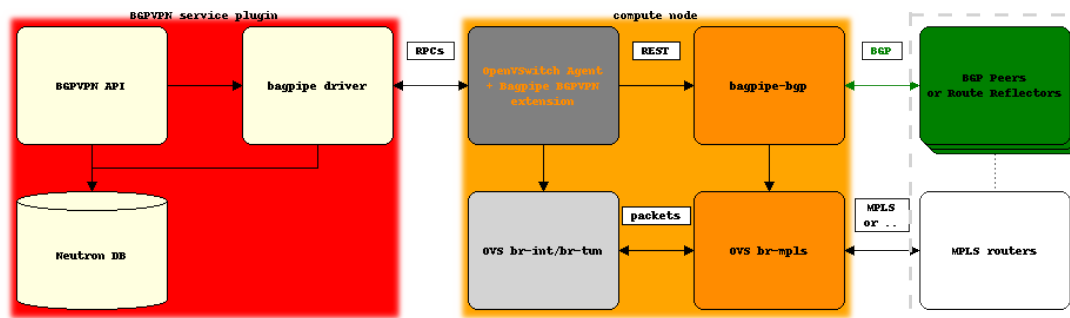 BGPVPN service plugin
compute node
BGPVPN API
bagpipe driver
RPCs
OpenVSwitch Agent
+ Bagpipe BGPVPN
extension
REST
bagpipe-bgp
BGP
BGP Peers
or Route Reflectors
Neutron DB
OVS br-int/br-tun
packets
OVS br-mpls
MPLS
or ..
MPLS routers